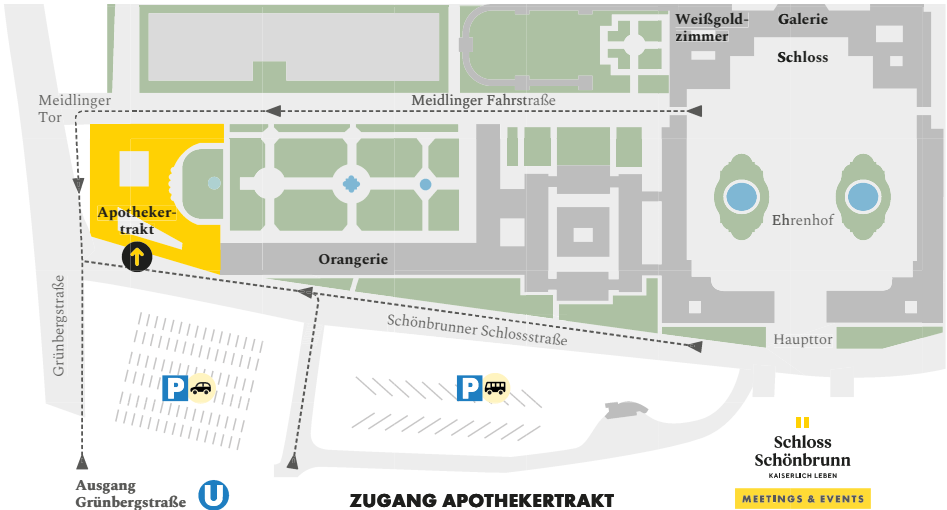 Weißgold-
zimmer
Galerie
Schloss
Meidlinger
Tor
Meidlinger Fahrstraße
Apotheker-
trakt
Ehrenhof
Orangerie
Grünbergstraße
Schönbrunner Schlossstraße
Haupttor
P
P
Ausgang
Grünbergstraße
U
ZUGANG APOTHEKERTRAKT
Schloss
Schönbrunn
KAISERLICH LEBEN
MEETINGS & EVENTS